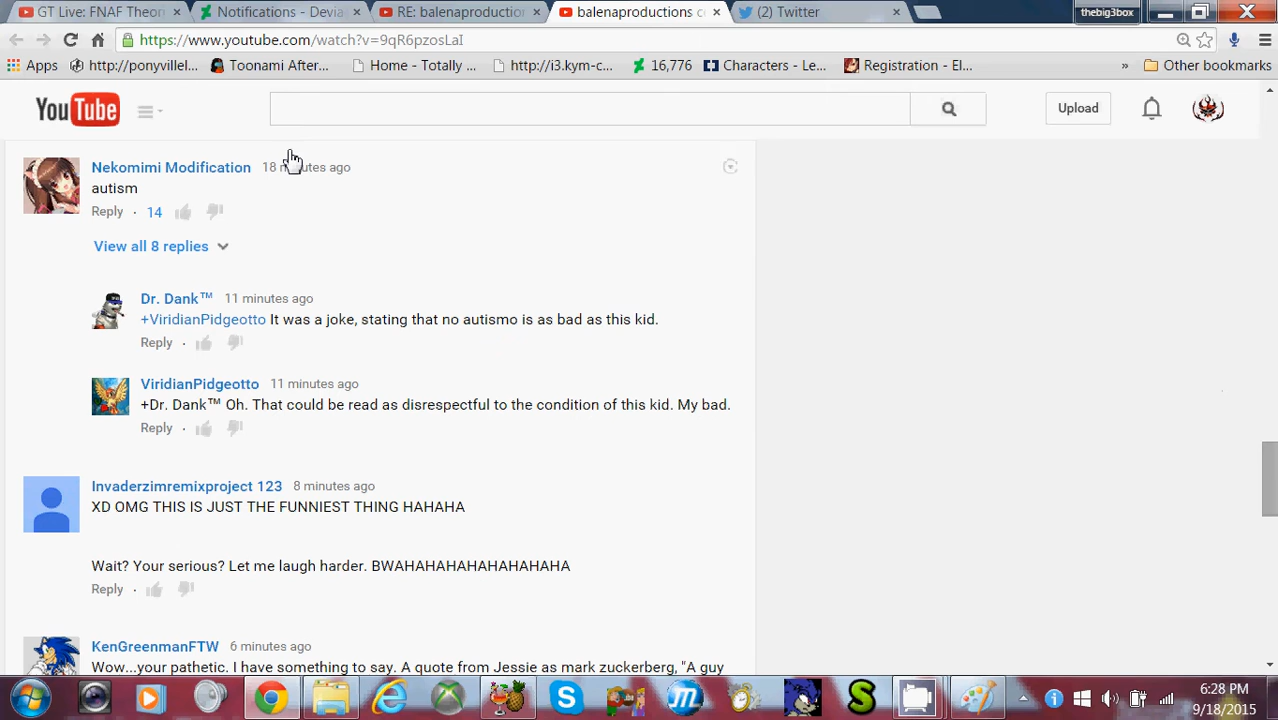 GT Live: FNAF Theor
Notifications - Devia
RE: balenaproduction
balenaproductions c
(2) Twitter
thebig3box
https://www.youtube.com/watch?v=9qR6pzosLaI
Apps
http://ponyvillel...
Toonami After...
Home - Totally ...
http://i3.kym-c...
16,776
Characters - Le...
Registration - El...
»
Other bookmarks
YouTube
Upload
Nekomimi Modification 18 minutes ago
autism
Reply · 14
View all 8 replies
Dr. Dank™ 11 minutes ago
+ViridianPidgeotto It was a joke, stating that no autismo is as bad as this kid.
Reply ·
ViridianPidgeotto 11 minutes ago
+Dr. Dank™ Oh. That could be read as disrespectful to the condition of this kid. My bad.
Reply ·
Invaderzimremixproject 123 8 minutes ago
XD OMG THIS IS JUST THE FUNNIEST THING HAHAHA
Wait? Your serious? Let me laugh harder. BWAHAHAHAHAHAHAHA
Reply ·
KenGreenmanFTW 6 minutes ago
Wow...your pathetic. I have something to say. A quote from Jessie as mark zuckerberg, "A guy
6:28 PM
9/18/2015